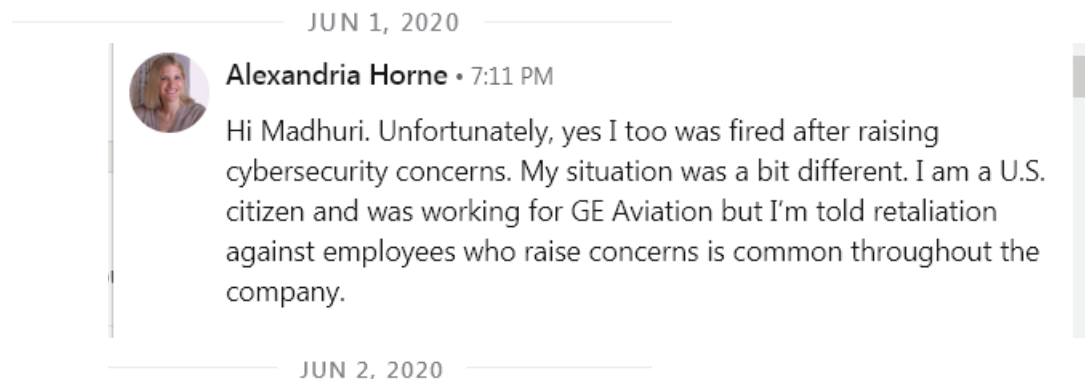 JUN 1, 2020
Alexandria Horne • 7:11 PM
Hi Madhuri. Unfortunately, yes I too was fired after raising
cybersecurity concerns. My situation was a bit different. I am a U.S.
citizen and was working for GE Aviation but I'm told retaliation
against employees who raise concerns is common throughout the
company.
JUN 2, 2020